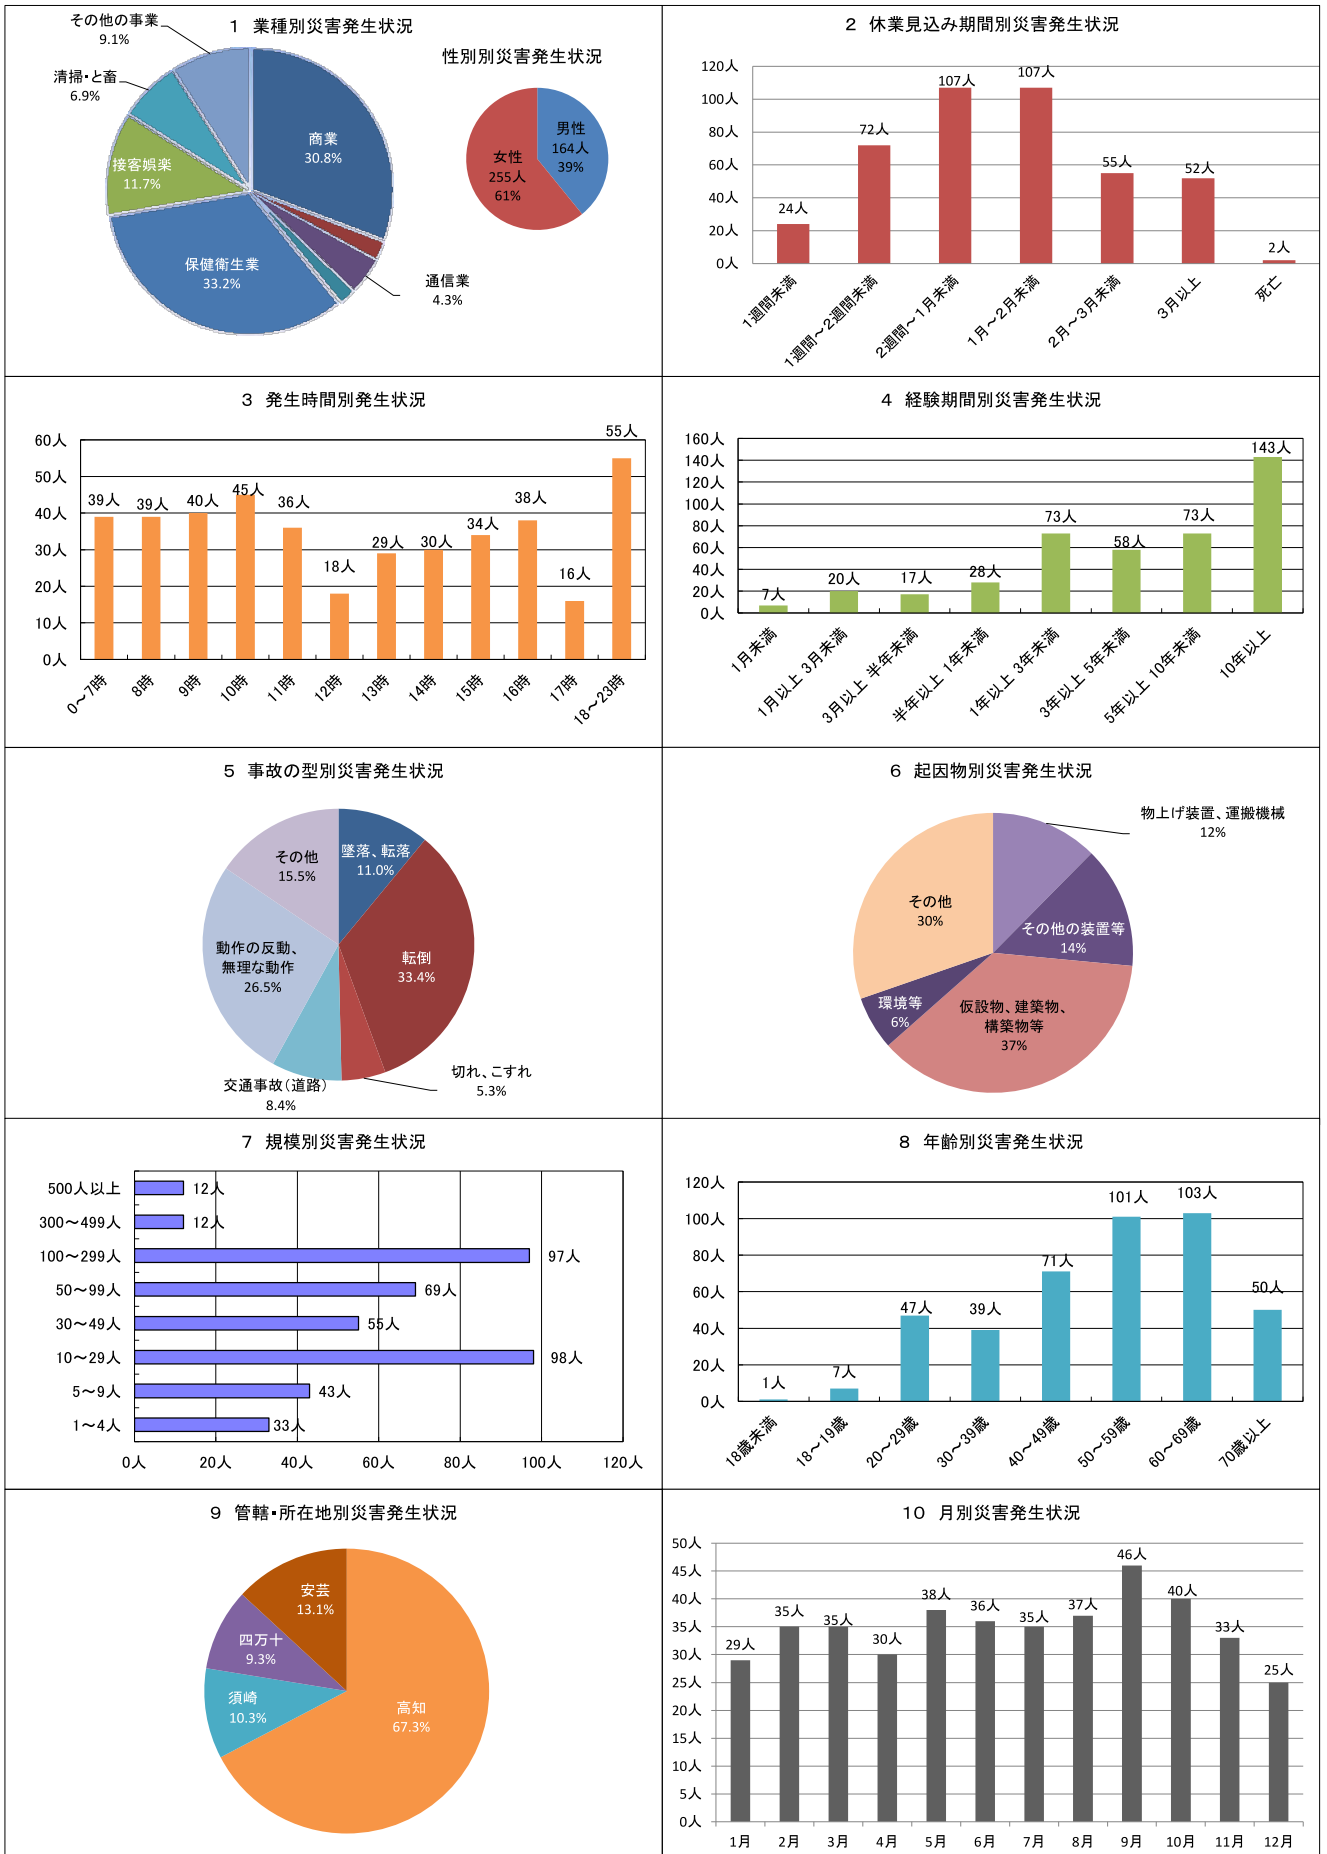 1 業種別災害発生状況
その他の事業
9.1%
清掃・と畜
6.9%
接客娯楽
11.7%
商業
30.8%
保健衛生業
33.2%
通信業
4.3%
性別別災害発生状況
男性
164人
39%
女性
255人
61%
2 休業見込み期間別災害発生状況
120人
100人
80人
60人
40人
20人
0人
24人
72人
107人
107人
55人
52人
2人
1週間未満
1週間～2週間未満
2週間～1月未満
1月～2月未満
2月～3月未満
3月以上
死亡
3 発生時間別発生状況
60人
50人
40人
30人
20人
10人
0人
39人
39人
40人
45人
36人
18人
29人
30人
34人
38人
16人
55人
0～7時
8時
9時
10時
11時
12時
13時
14時
15時
16時
17時
18～23時
4 経験期間別災害発生状況
160人
140人
120人
100人
80人
60人
40人
20人
0人
7人
20人
17人
28人
73人
58人
73人
143人
1月未満
1月以上 3月未満
3月以上 半年未満
半年以上 1年未満
1年以上 3年未満
3年以上 5年未満
5年以上 10年未満
10年以上
5 事故の型別災害発生状況
その他
15.5%
墜落、転落
11.0%
転倒
33.4%
動作の反動、
無理な動作
26.5%
切れ、こすれ
5.3%
交通事故(道路)
8.4%
6 起因物別災害発生状況
物上げ装置、運搬機械
12%
その他
30%
その他の装置等
14%
環境等
6%
仮設物、建築物、
構築物等
37%
7 規模別災害発生状況
500人以上
12人
300～499人
12人
100～299人
97人
50～99人
69人
30～49人
55人
10～29人
98人
5～9人
43人
1～4人
33人
0人
20人
40人
60人
80人
100人
120人
8 年齢別災害発生状況
120人
100人
80人
60人
40人
20人
0人
1人
7人
47人
39人
71人
101人
103人
50人
18歳未満
18～19歳
20～29歳
30～39歳
40～49歳
50～59歳
60～69歳
70歳以上
9 管轄・所在地別災害発生状況
安芸
13.1%
四万十
9.3%
須崎
10.3%
高知
67.3%
10 月別災害発生状況
50人
45人
40人
35人
30人
25人
20人
15人
10人
5人
0人
29人
35人
35人
30人
38人
36人
35人
37人
46人
40人
33人
25人
1月
2月
3月
4月
5月
6月
7月
8月
9月
10月
11月
12月